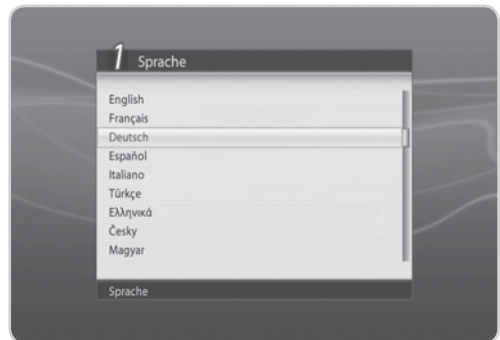 1 Sprache
English
Français
Deutsch
Español
Italiano
Türkçe
Ελληνικά
Česky
Magyar
Sprache